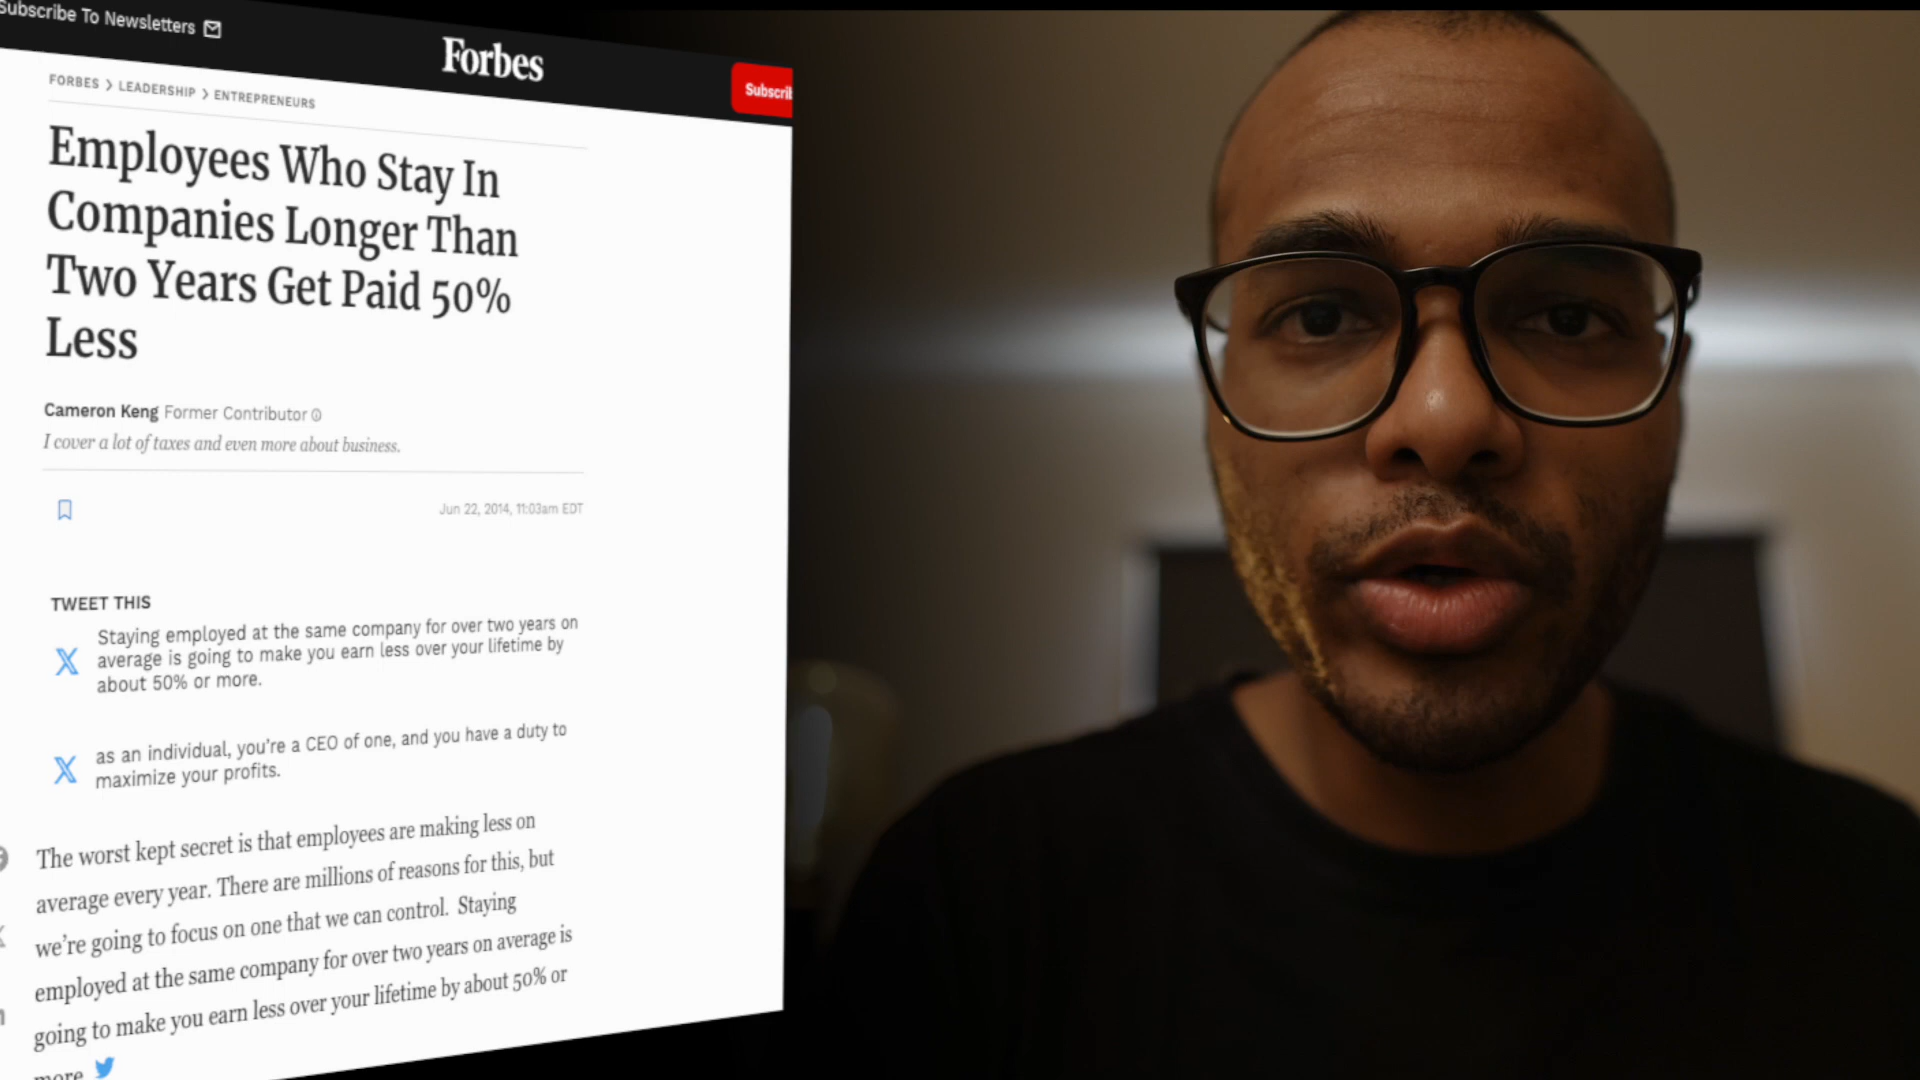 Subscribe To Newsletters
Forbes
FORBES > LEADERSHIP > ENTREPRENEURS
Employees Who Stay In
Companies Longer Than
Two Years Get Paid 50%
Less
Cameron Keng Former Contributor
I cover a lot of taxes and even more about business.
Jun 22, 2014, 11:03am EDT
TWEET THIS
Staying employed at the same company for over two years on
average is going to make you earn less over your lifetime by
about 50% or more.
as an individual, you're a CEO of one, and you have a duty to
maximize your profits.
The worst kept secret is that employees are making less on
average every year. There are millions of reasons for this, but
we're going to focus on one that we can control. Staying
employed at the same company for over two years on average is
going to make you earn less over your lifetime by about 50% or
more